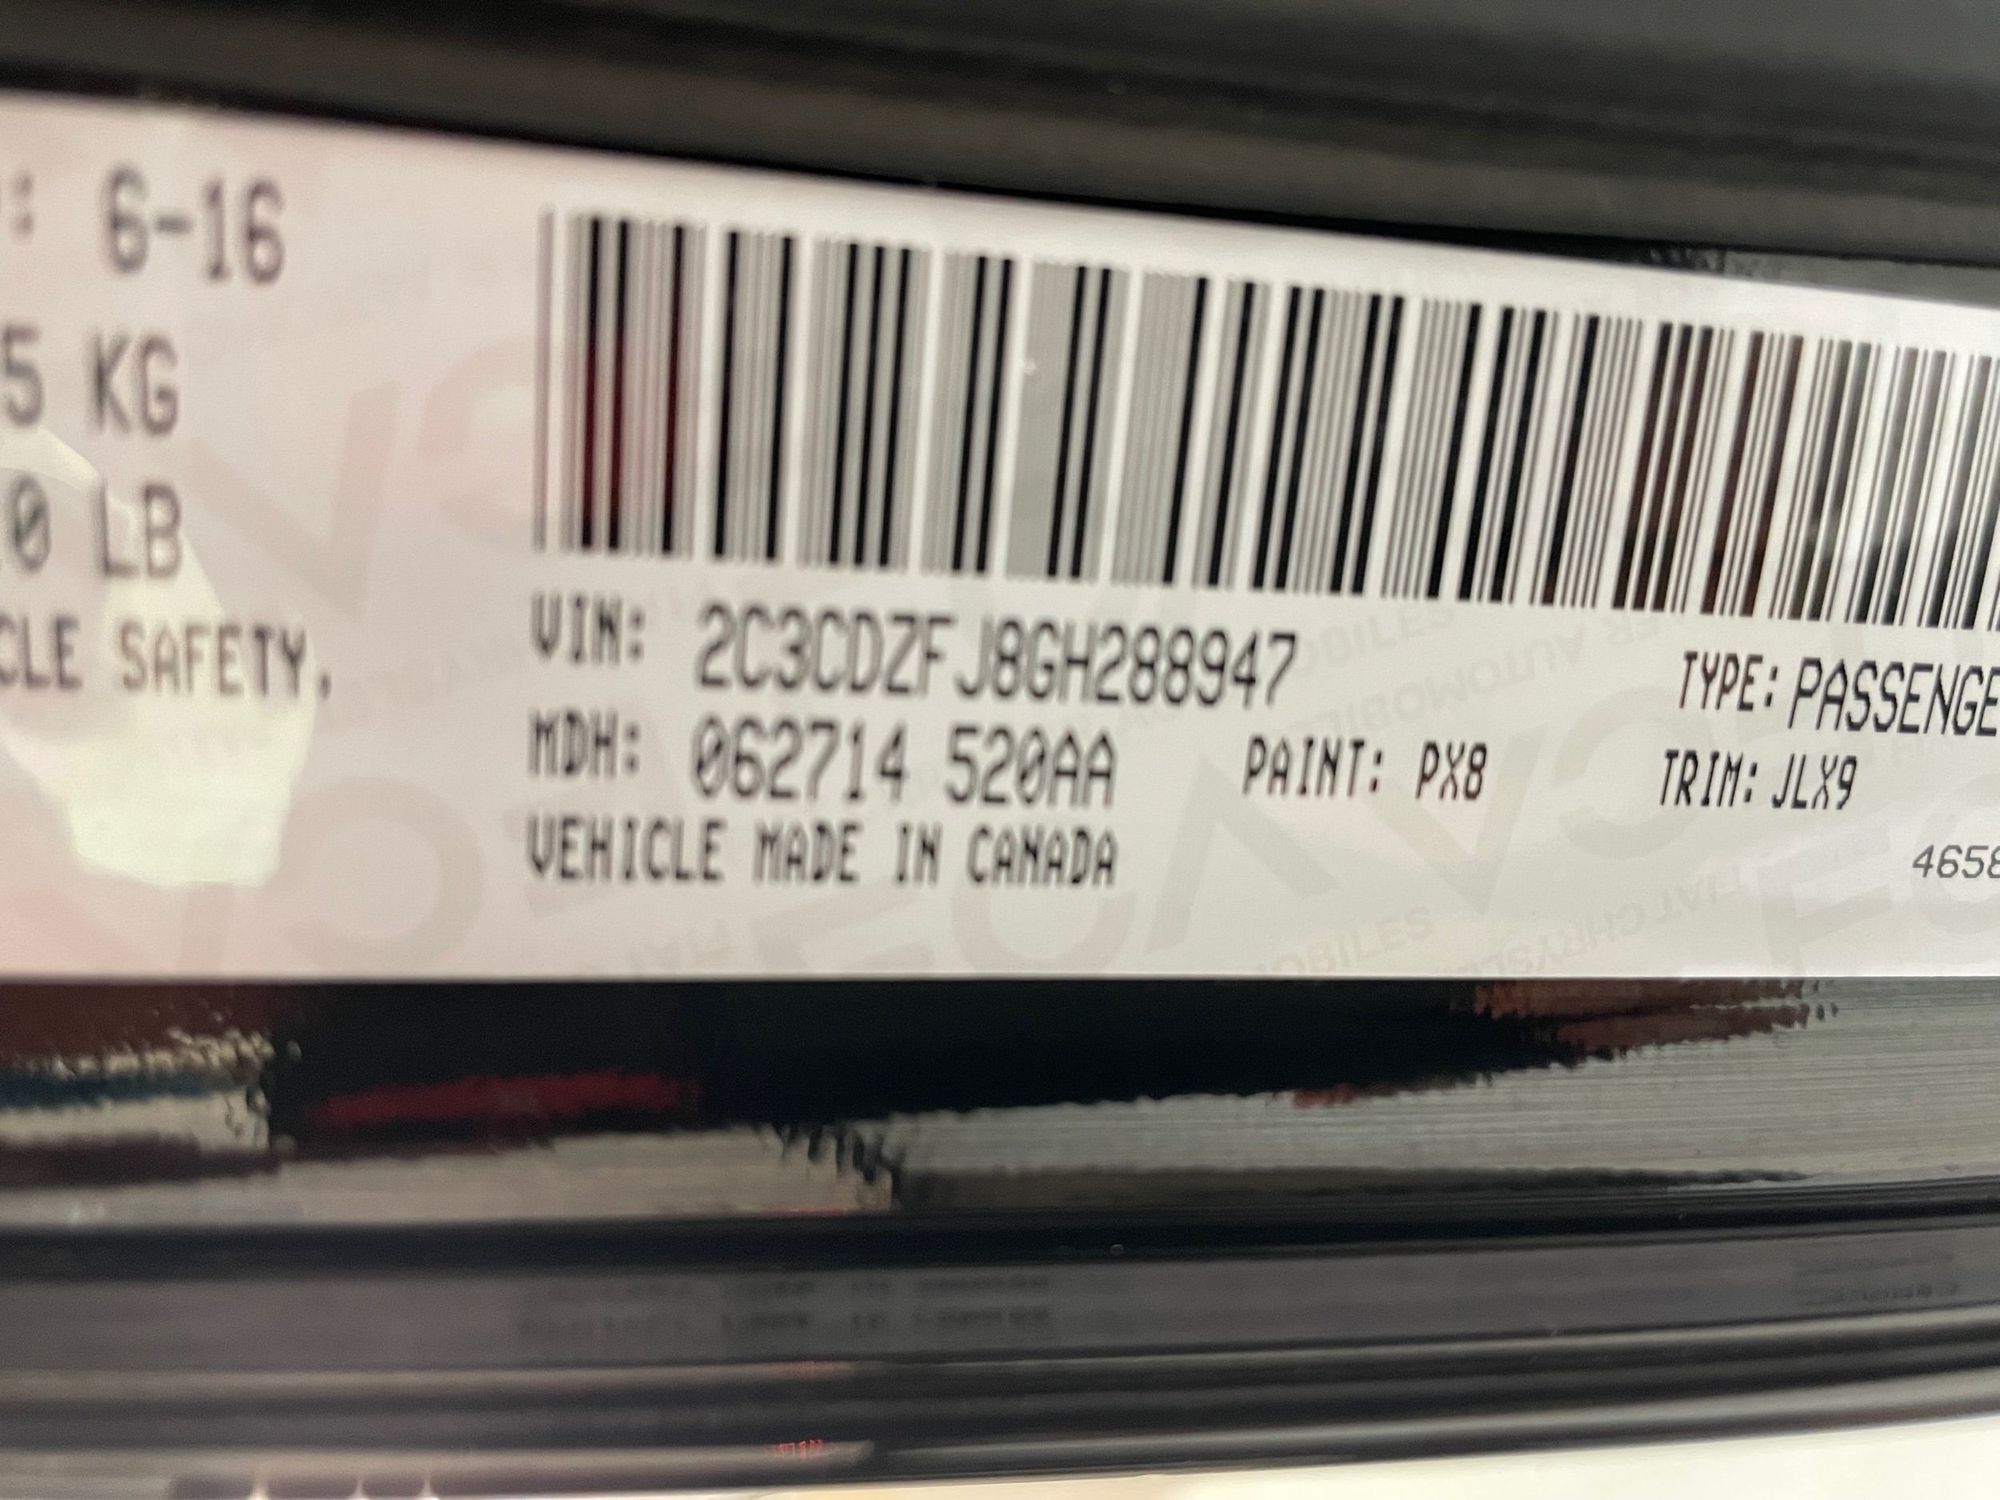 : 6-16
5 KG
0 LB
CLE SAFETY.
VIN: 2C3CDZFJ8GH288947
TYPE: PASSENGE
MDH: 062714 520AA
PAINT: PX8
TRIM: JLX9
VEHICLE MADE IN CANADA
4658